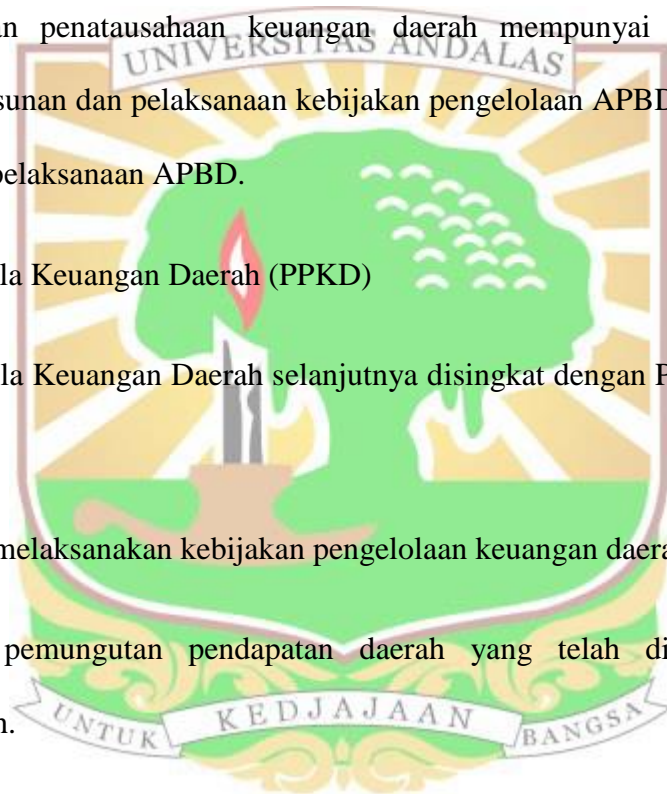 an penatausahaan keuangan daerah mempunyai
UNIVERSITAS ANDALAS
sunan dan pelaksanaan kebijakan pengelolaan APBD
pelaksanaan APBD.
la Keuangan Daerah (PPKD)
la Keuangan Daerah selanjutnya disingkat dengan P
melaksanakan kebijakan pengelolaan keuangan daera
pemungutan pendapatan daerah yang telah di
n.
UNTUK KEDJAJAAN BANGSA